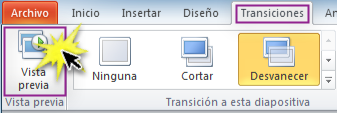 Archivo Inicio Insertar Diseño Transiciones
Vista previa
Ninguna Cortar Desvanecer
Vista previa Transición a esta diapositiva